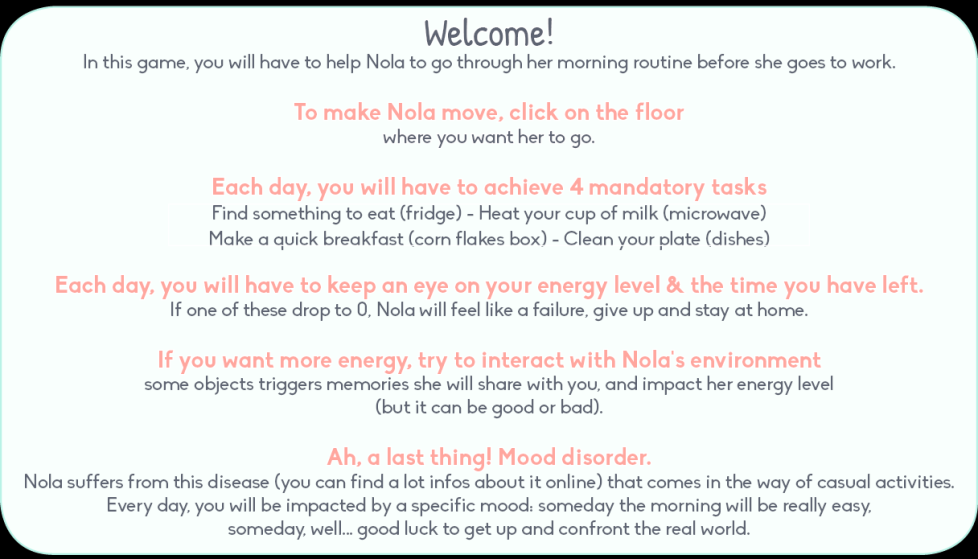 Welcome!
In this game, you will have to help Nola to go through her morning routine before she goes to work.
To make Nola move, click on the floor
where you want her to go.
Each day, you will have to achieve 4 mandatory tasks
Find something to eat (fridge) - Heat your cup of milk (microwave)
Make a quick breakfast (corn flakes box) - Clean your plate (dishes)
Each day, you will have to keep an eye on your energy level & the time you have left.
If one of these drop to 0, Nola will feel like a failure, give up and stay at home.
If you want more energy, try to interact with Nola's environment
some objects triggers memories she will share with you, and impact her energy level
(but it can be good or bad).
Ah, a last thing! Mood disorder.
Nola suffers from this disease (you can find a lot infos about it online) that comes in the way of casual activities.
Every day, you will be impacted by a specific mood: someday the morning will be really easy,
someday, well... good luck to get up and confront the real world.